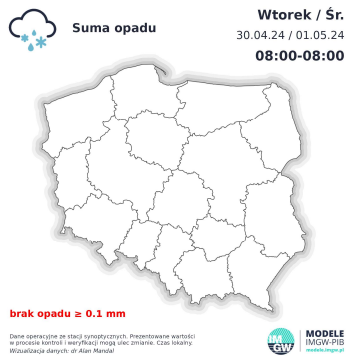 Suma opadu
Wtorek / Śr.
30.04.24 / 01.05.24
08:00-08:00
brak opadu ≥ 0.1 mm
Dane operacyjne ze stacji synoptycznych. Prezentowane wartości
w procesie kontroli i weryfikacji mogą ulec zmianie. Czas lokalny.
Wizualizacja danych: dr Alan Mandal
IM
GW
MODELE
IMGW-PIB
modele.imgw.pl